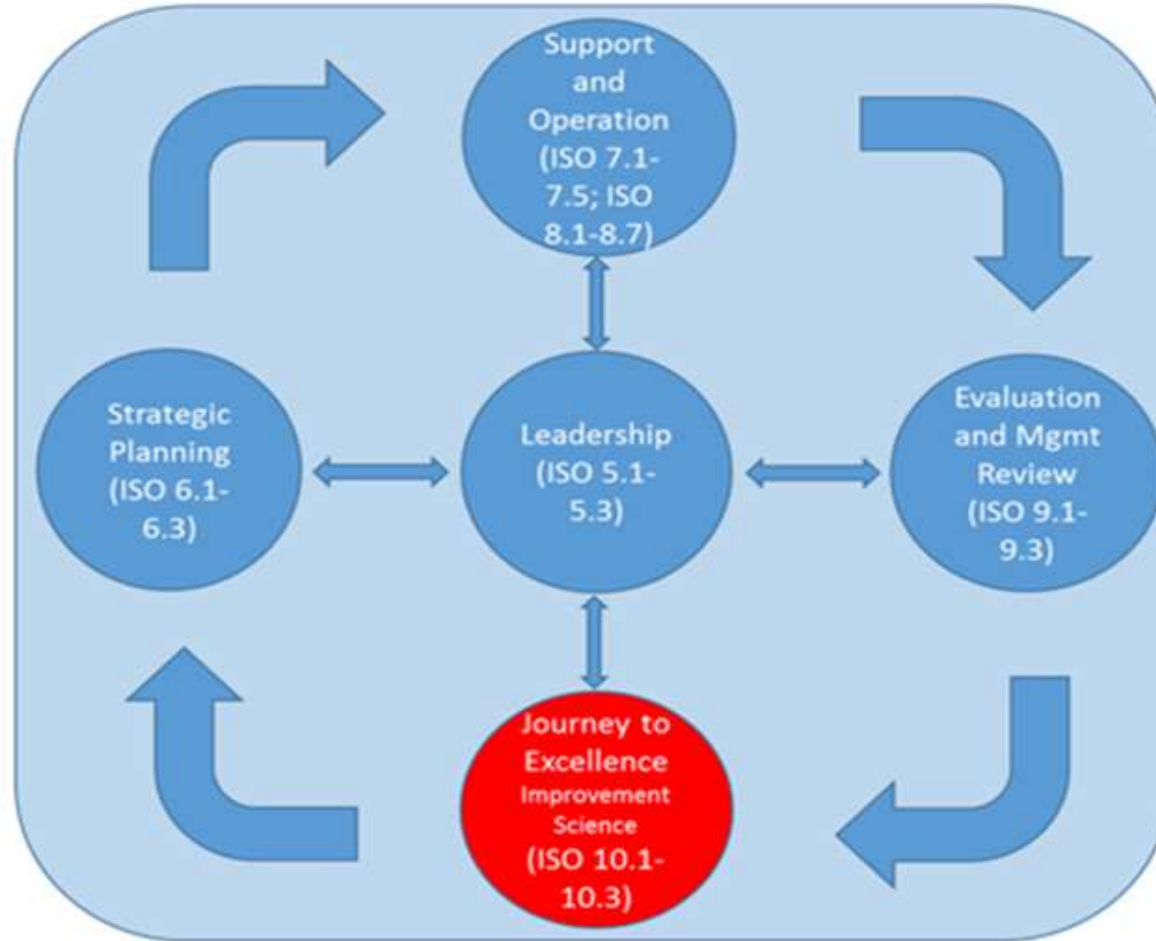 Support
and
Operation
(ISO 7.1-
7.5; ISO
8.1-8.7)
Strategic
Planning
(ISO 6.1-
6.3)
Leadership
(ISO 5.1-
5.3)
Evaluation
and Mgmt
Review
(ISO 9.1-
9.3)
Journey to
Excellence
Improvement
Science
(ISO 10.1-
10.3)